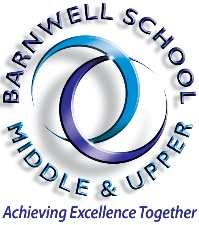 BARNWELL SCHOOL
MIDDLE & UPPER
Achieving Excellence Together